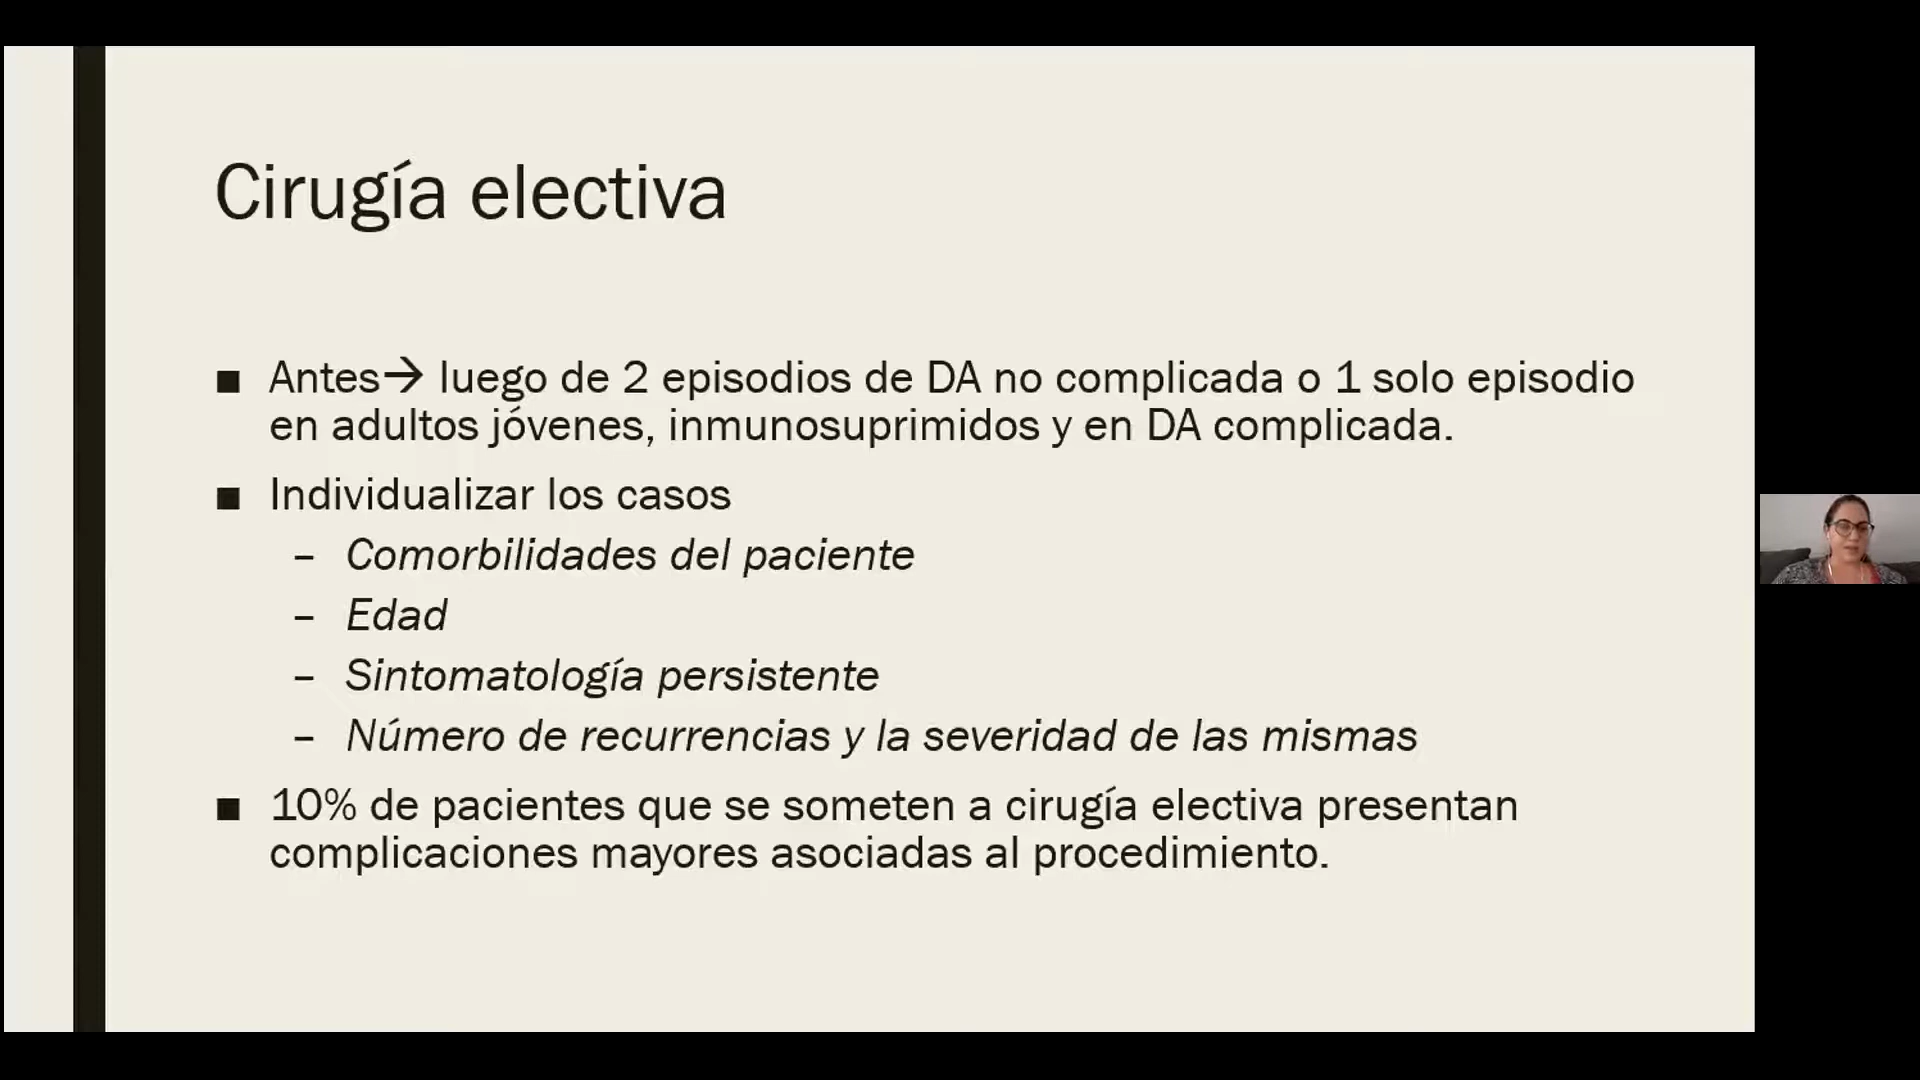 Cirugía electiva
■ Antes→ luego de 2 episodios de DA no complicada o 1 solo episodio
en adultos jóvenes, inmunosuprimidos y en DA complicada.
■ Individualizar los casos
– Comorbilidades del paciente
– Edad
– Sintomatología persistente
– Número de recurrencias y la severidad de las mismas
■ 10% de pacientes que se someten a cirugía electiva presentan
complicaciones mayores asociadas al procedimiento.